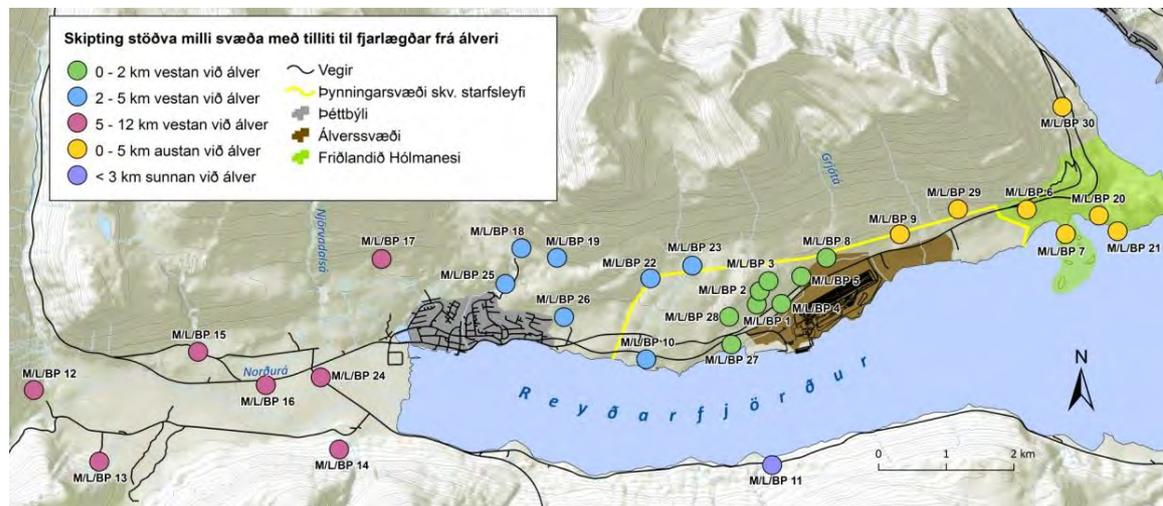 Skipting stöðva milli svæða með tilliti til fjarlægðar frá álveri
0 - 2 km vestan við álver
2 - 5 km vestan við álver
5 - 12 km vestan við álver
0 - 5 km austan við álver
< 3 km sunnan við álver
Vegir
Þynningarsvæði skv. starfsleyfi
Þéttbýli
Álverssvæði
Friðlandið Hólmanesi
M/L/BP 30
Grjótá
M/L/BP 29
M/L/BP 6
M/L/BP 20
M/L/BP 9
M/L/BP 21
M/L/BP 7
Njörvadalsá
M/L/BP 18
M/L/BP 19
M/L/BP 17
M/L/BP 23
M/L/BP 8
M/L/BP 22
M/L/BP 3
M/L/BP 25
M/L/BP 5
M/L/BP 2
M/L/BP 26
M/L/BP 4
M/L/BP 28
M/L/BP 1
M/L/BP 15
M/L/BP 10
M/L/BP 27
N
Norðurá
M/L/BP 24
M/L/BP 12
M/L/BP 16
Reyðarfjörður
M/L/BP 14
M/L/BP 13
M/L/BP 11
0 1 2 km